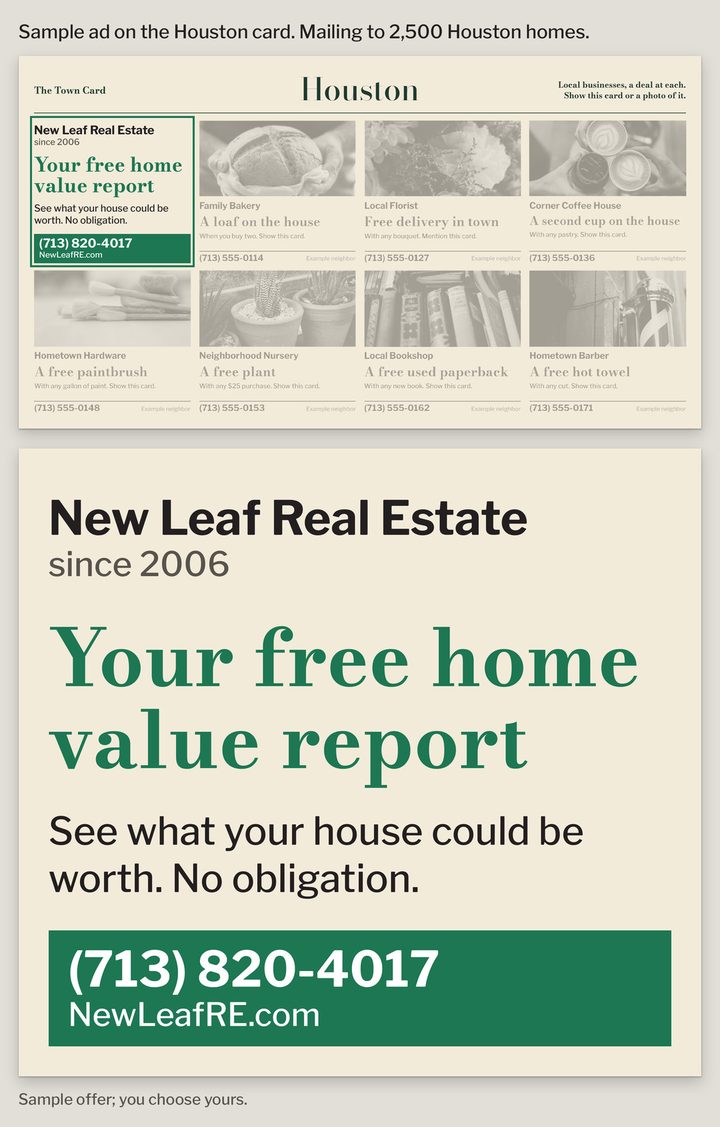 Sample ad on the Houston card. Mailing to 2,500 Houston homes.
The Town Card
Houston
Local businesses, a deal at each.
Show this card or a photo of it.
New Leaf Real Estate
since 2006
Your free home
value report
See what your house could be
worth. No obligation.
(713) 820-4017
NewLeafRE.com
Family Bakery
A loaf on the house
When you buy two. Show this card.
(713) 555-0114
Example neighbor
Local Florist
Free delivery in town
With any bouquet. Mention this card.
(713) 555-0127
Example neighbor
Corner Coffee House
A second cup on the house
With any pastry. Show this card.
(713) 555-0136
Example neighbor
Hometown Hardware
A free paintbrush
With any gallon of paint. Show this card.
(713) 555-0148
Example neighbor
Neighborhood Nursery
A free plant
With any $25 purchase. Show this card.
(713) 555-0153
Example neighbor
Local Bookshop
A free used paperback
With any new book. Show this card.
(713) 555-0162
Example neighbor
Hometown Barber
A free hot towel
With any cut. Show this card.
(713) 555-0171
Example neighbor
New Leaf Real Estate
since 2006
Your free home
value report
See what your house could be
worth. No obligation.
(713) 820-4017
NewLeafRE.com
Sample offer; you choose yours.